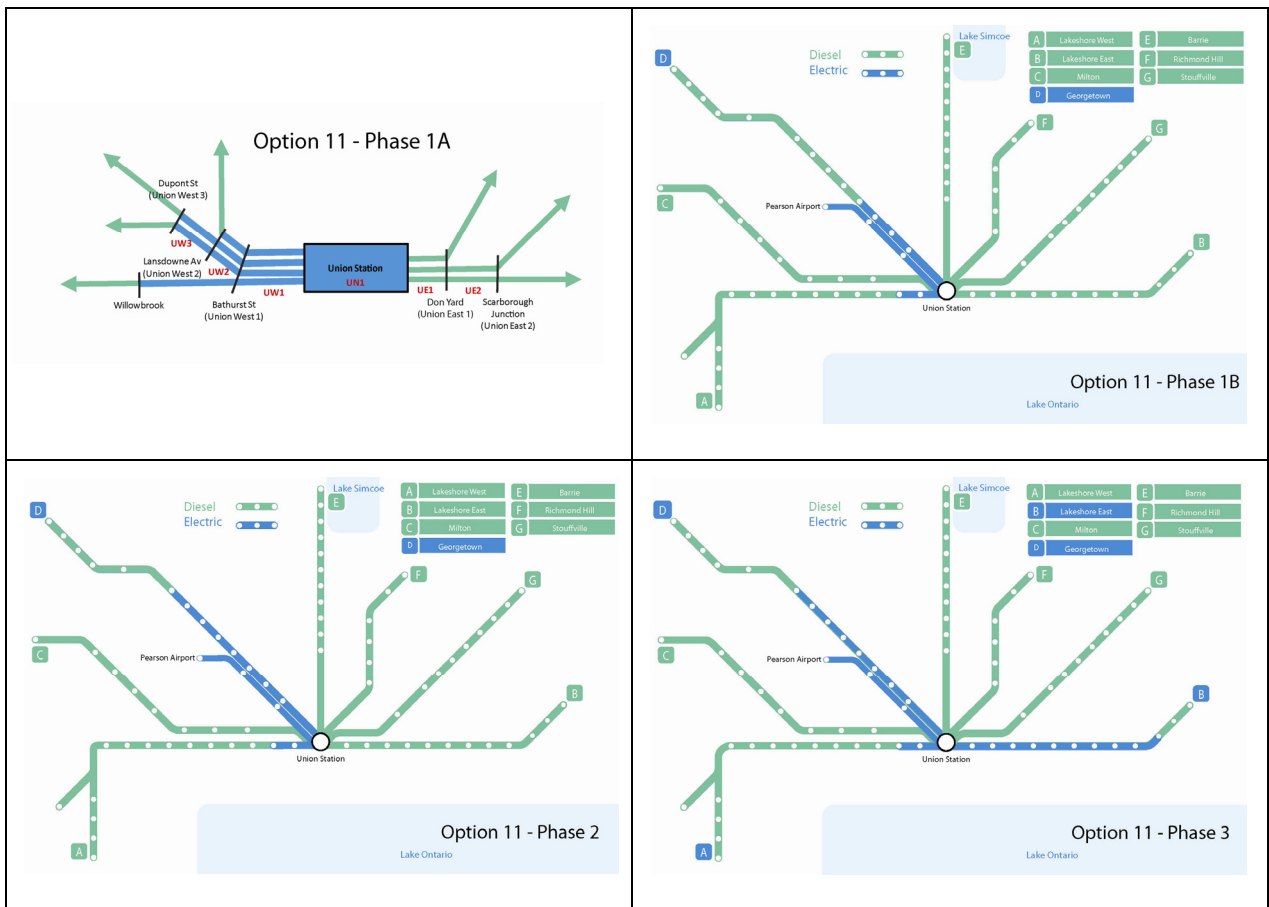 Option 11 - Phase 1A
Dupont St
(Union West 3)
UW3
Lansdowne Av
(Union West 2)
UW2
Union Station
UN1
UW1
UE1
UE2
Willowbrook
Bathurst St
(Union West 1)
Don Yard
(Union East 1)
Scarborough
Junction
(Union East 2)
Lake Simcoe
E
Diesel
Electric
A Lakeshore West
B Lakeshore East
C Milton
D Georgetown
E Barrie
F Richmond Hill
G Stouffville
D
F
G
C
Pearson Airport
B
Union Station
A
Option 11 - Phase 1B
Lake Ontario
Lake Simcoe
E
Diesel
Electric
A Lakeshore West
B Lakeshore East
C Milton
D Georgetown
E Barrie
F Richmond Hill
G Stouffville
D
F
G
C
Pearson Airport
B
Union Station
A
Option 11 - Phase 2
Lake Ontario
Lake Simcoe
E
Diesel
Electric
A Lakeshore West
B Lakeshore East
C Milton
D Georgetown
E Barrie
F Richmond Hill
G Stouffville
D
F
G
C
Pearson Airport
B
Union Station
A
Option 11 - Phase 3
Lake Ontario